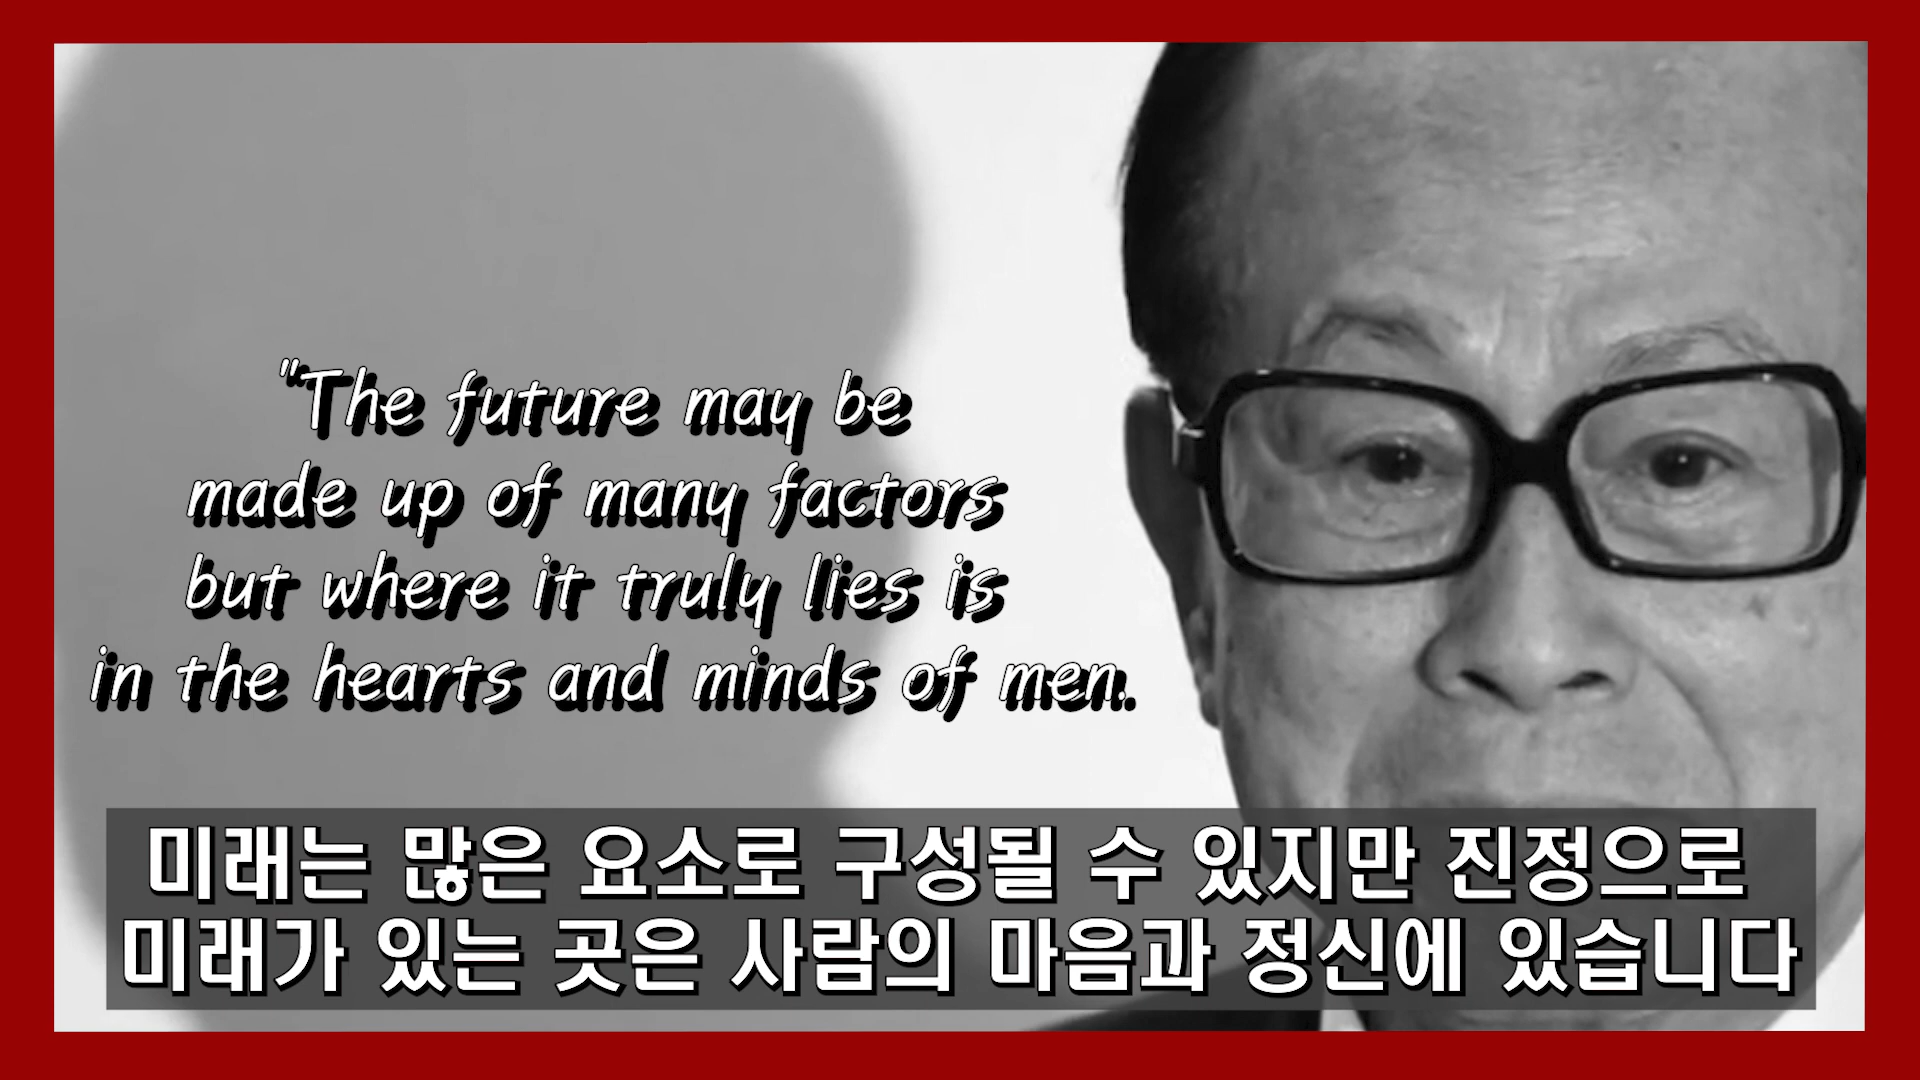 "The future may be
made up of many factors
but where it truly lies is
in the hearts and minds of men.
미래는 많은 요소로 구성될 수 있지만 진정으로
미래가 있는 곳은 사람의 마음과 정신에 있습니다